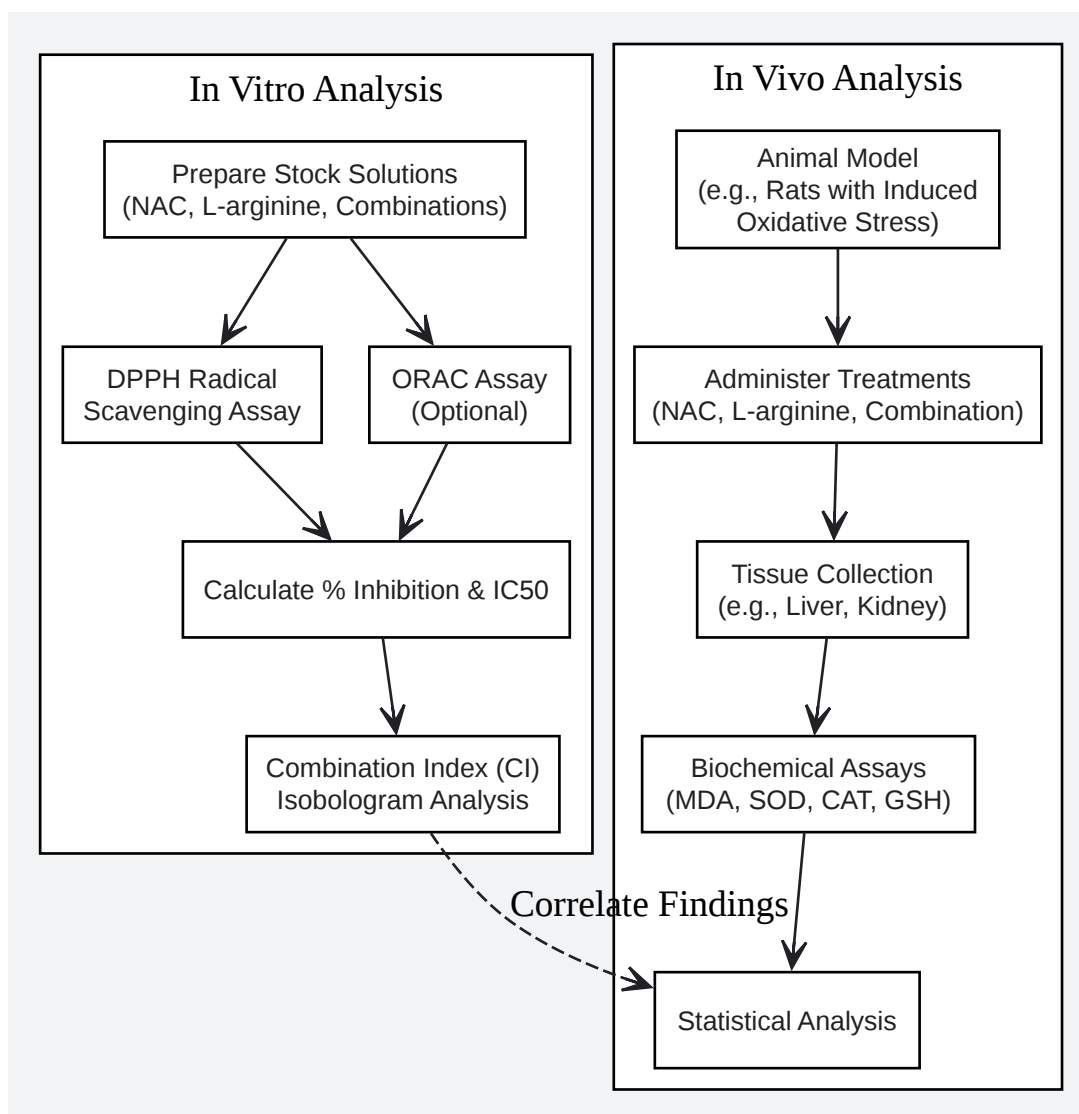 In Vitro Analysis
Prepare Stock Solutions
(NAC, L-arginine, Combinations)
DPPH Radical
Scavenging Assay
ORAC Assay
(Optional)
Calculate % Inhibition & IC50
Combination Index (CI)
Isobologram Analysis
Correlate Findings
In Vivo Analysis
Animal Model
(e.g., Rats with Induced
Oxidative Stress)
Administer Treatments
(NAC, L-arginine, Combination)
Tissue Collection
(e.g., Liver, Kidney)
Biochemical Assays
(MDA, SOD, CAT, GSH)
Statistical Analysis